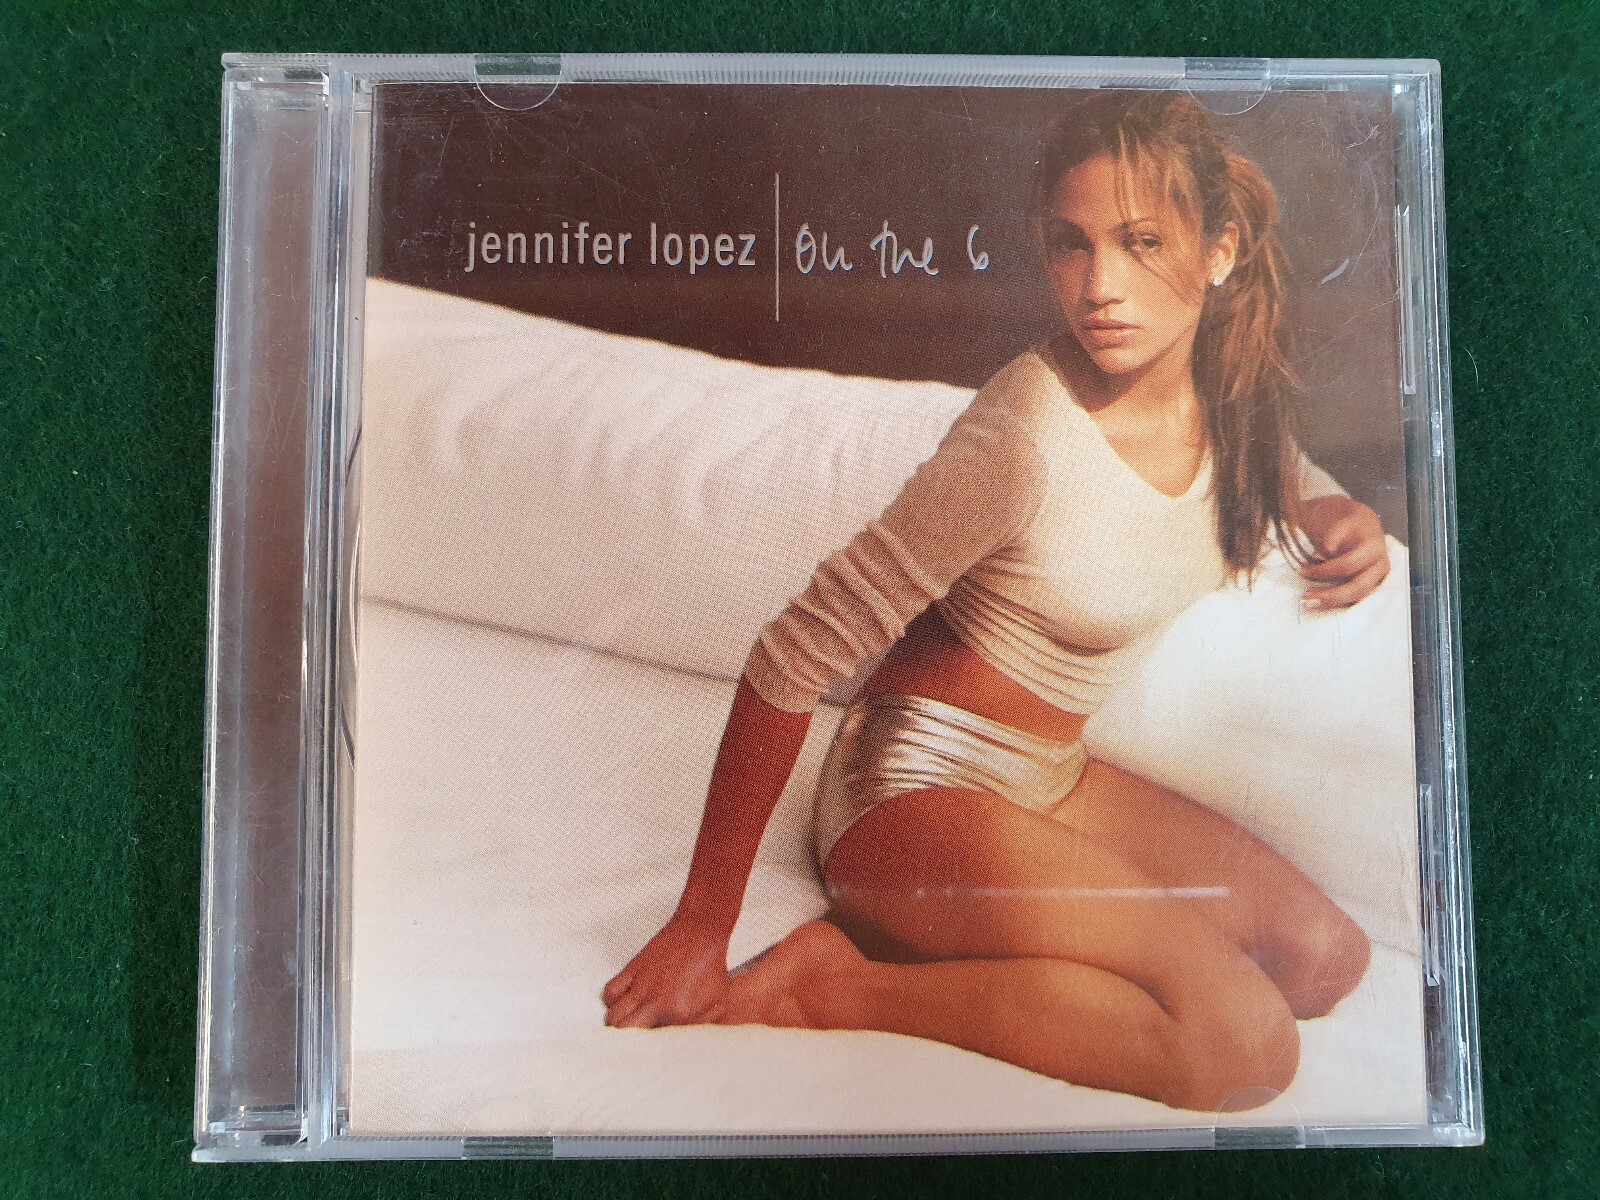 jennifer lopez | On the 6